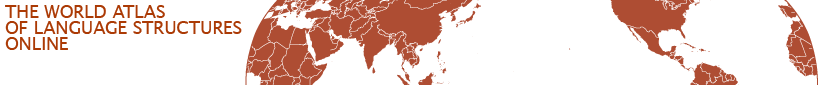 THE WORLD ATLAS
OF LANGUAGE STRUCTURES
ONLINE